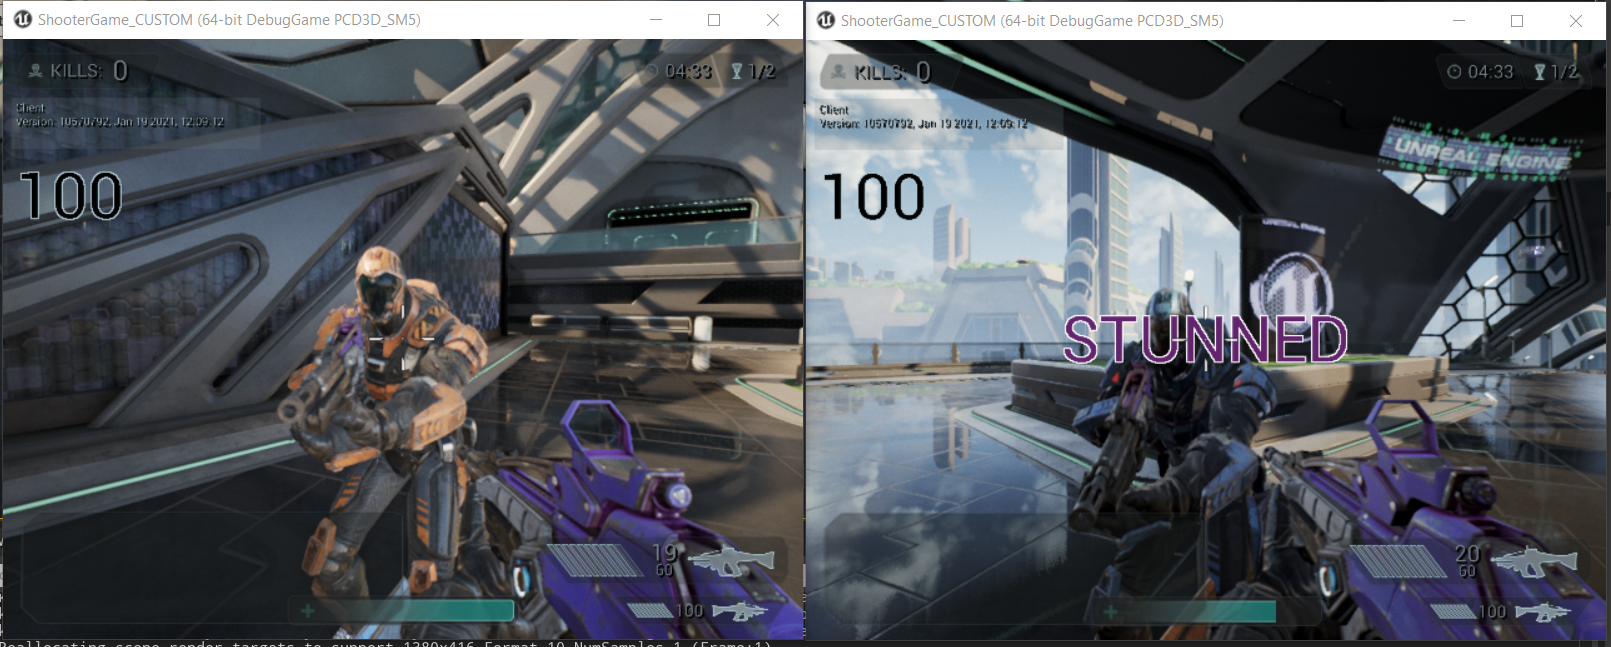 ShooterGame_CUSTOM (64-bit DebugGame PCD3D_SM5)
KILLS: 0
04:33 1/2
Client
Version: 10570792, Jan 19 2021, 12:09:12
100
19
60
100
ShooterGame_CUSTOM (64-bit DebugGame PCD3D_SM5)
KILLS: 0
04:33 1/2
Client
Version: 10570792, Jan 19 2021, 12:09:12
UNREAL ENGINE
100
STUNNED
20
60
100
Reallocating scene render targets to support 1380x416 Format 10 NumSamples 1 (Frame:1)